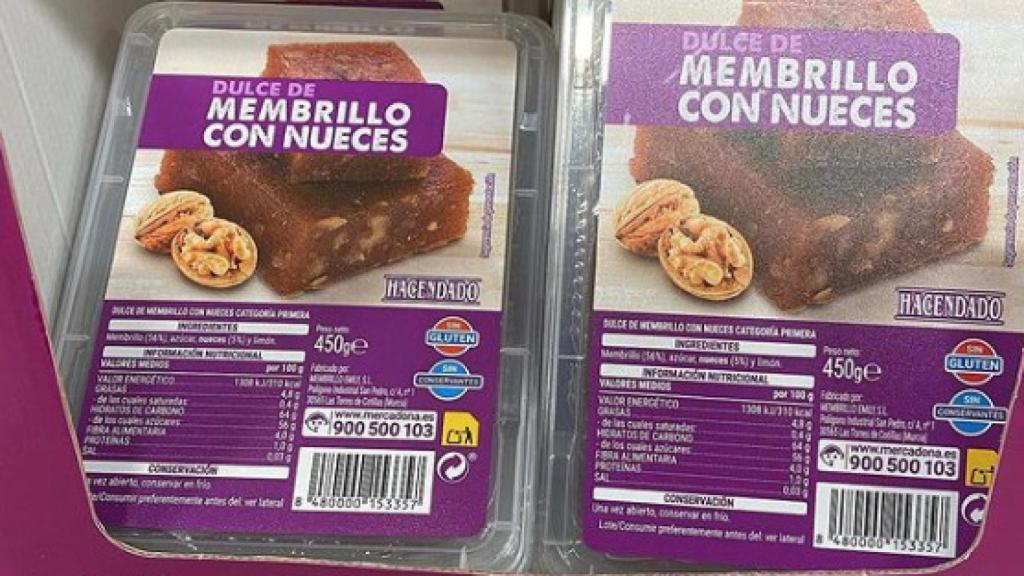 DULCE DE
MEMBRILLO
CON NUECES
HACENDADO
DULCE DE MEMBRILLO CON NUECES CATEGORÍA PRIMERA
INGREDIENTES
Membrillo (56%), azúcar, nueces (5%) y limón.
INFORMACIÓN NUTRICIONAL
VALORES MEDIOS por 100 g
VALOR ENERGÉTICO 1308 kJ/310 kcal
GRASAS 4,8 g
de las cuales saturadas 0,4 g
HIDRATOS DE CARBONO 64 g
de los cuales azúcares 56 g
FIBRA ALIMENTARIA 4,0 g
PROTEÍNAS 1,0 g
SAL 0,03 g
CONSERVACIÓN
na vez abierto, conservar en frío.
te/Consumir preferentemente antes del: ver lateral
Peso neto
450g e
Fabricado por:
MEMBRILLO EMILY, S.L.
Polígono Industrial San Pedro, c/ A, nº 1
30565 Las Torres de Cotillas (Murcia)
www.mercadona.es
900 500 103
SIN
GLUTEN
SIN
CONSERVANTES
8 480000 153357
DULCE DE
MEMBRILLO
CON NUECES
HACENDADO
DULCE DE MEMBRILLO CON NUECES CATEGORÍA PRIMERA
INGREDIENTES
Membrillo (56%), azúcar, nueces (5%) y limón.
INFORMACIÓN NUTRICIONAL
VALORES MEDIOS por 100 g
VALOR ENERGÉTICO 1308 kJ/310 kcal
GRASAS 4,8 g
de las cuales saturadas 0,4 g
HIDRATOS DE CARBONO 64 g
de los cuales azúcares 56 g
FIBRA ALIMENTARIA 4,0 g
PROTEÍNAS 1,0 g
SAL 0,03 g
CONSERVACIÓN
Una vez abierto, conservar en frío.
Lote/Consumir preferentemente antes del: ver lateral
Peso neto
450g e
Fabricado por:
MEMBRILLO EMILY, S.L.
Polígono Industrial San Pedro, c/ A, nº 1
30565 Las Torres de Cotillas (Murcia)
www.mercadona.es
900 500 103
SIN
GLUTEN
SIN
CONSERVANTES
8 480000 153357